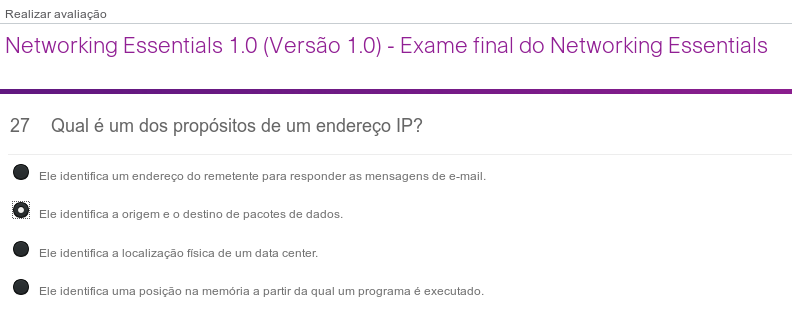 Realizar avaliação
Networking Essentials 1.0 (Versão 1.0) - Exame final do Networking Essentials
27 Qual é um dos propósitos de um endereço IP?
Ele identifica um endereço do remetente para responder as mensagens de e-mail.
Ele identifica a origem e o destino de pacotes de dados.
Ele identifica a localização física de um data center.
Ele identifica uma posição na memória a partir da qual um programa é executado.